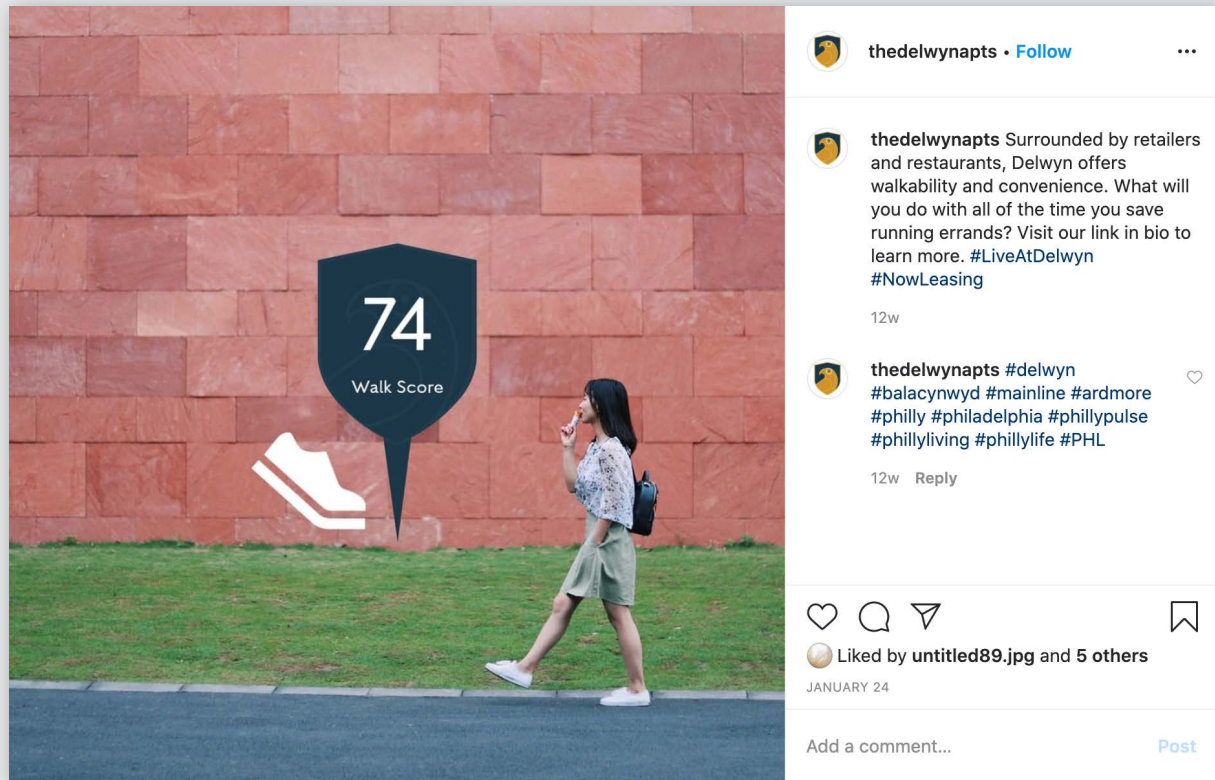 74
Walk Score
thedelwynapts • Follow
thedelwynapts Surrounded by retailers
and restaurants, Delwyn offers
walkability and convenience. What will
you do with all of the time you save
running errands? Visit our link in bio to
learn more. #LiveAtDelwyn
#NowLeasing
12w
thedelwynapts #delwyn
#balacynwyd #mainline #ardmore
#philly #philadelphia #phillypulse
#phillyliving #phillylife #PHL
12w Reply
Liked by untitled89.jpg and 5 others
JANUARY 24
Add a comment...
Post